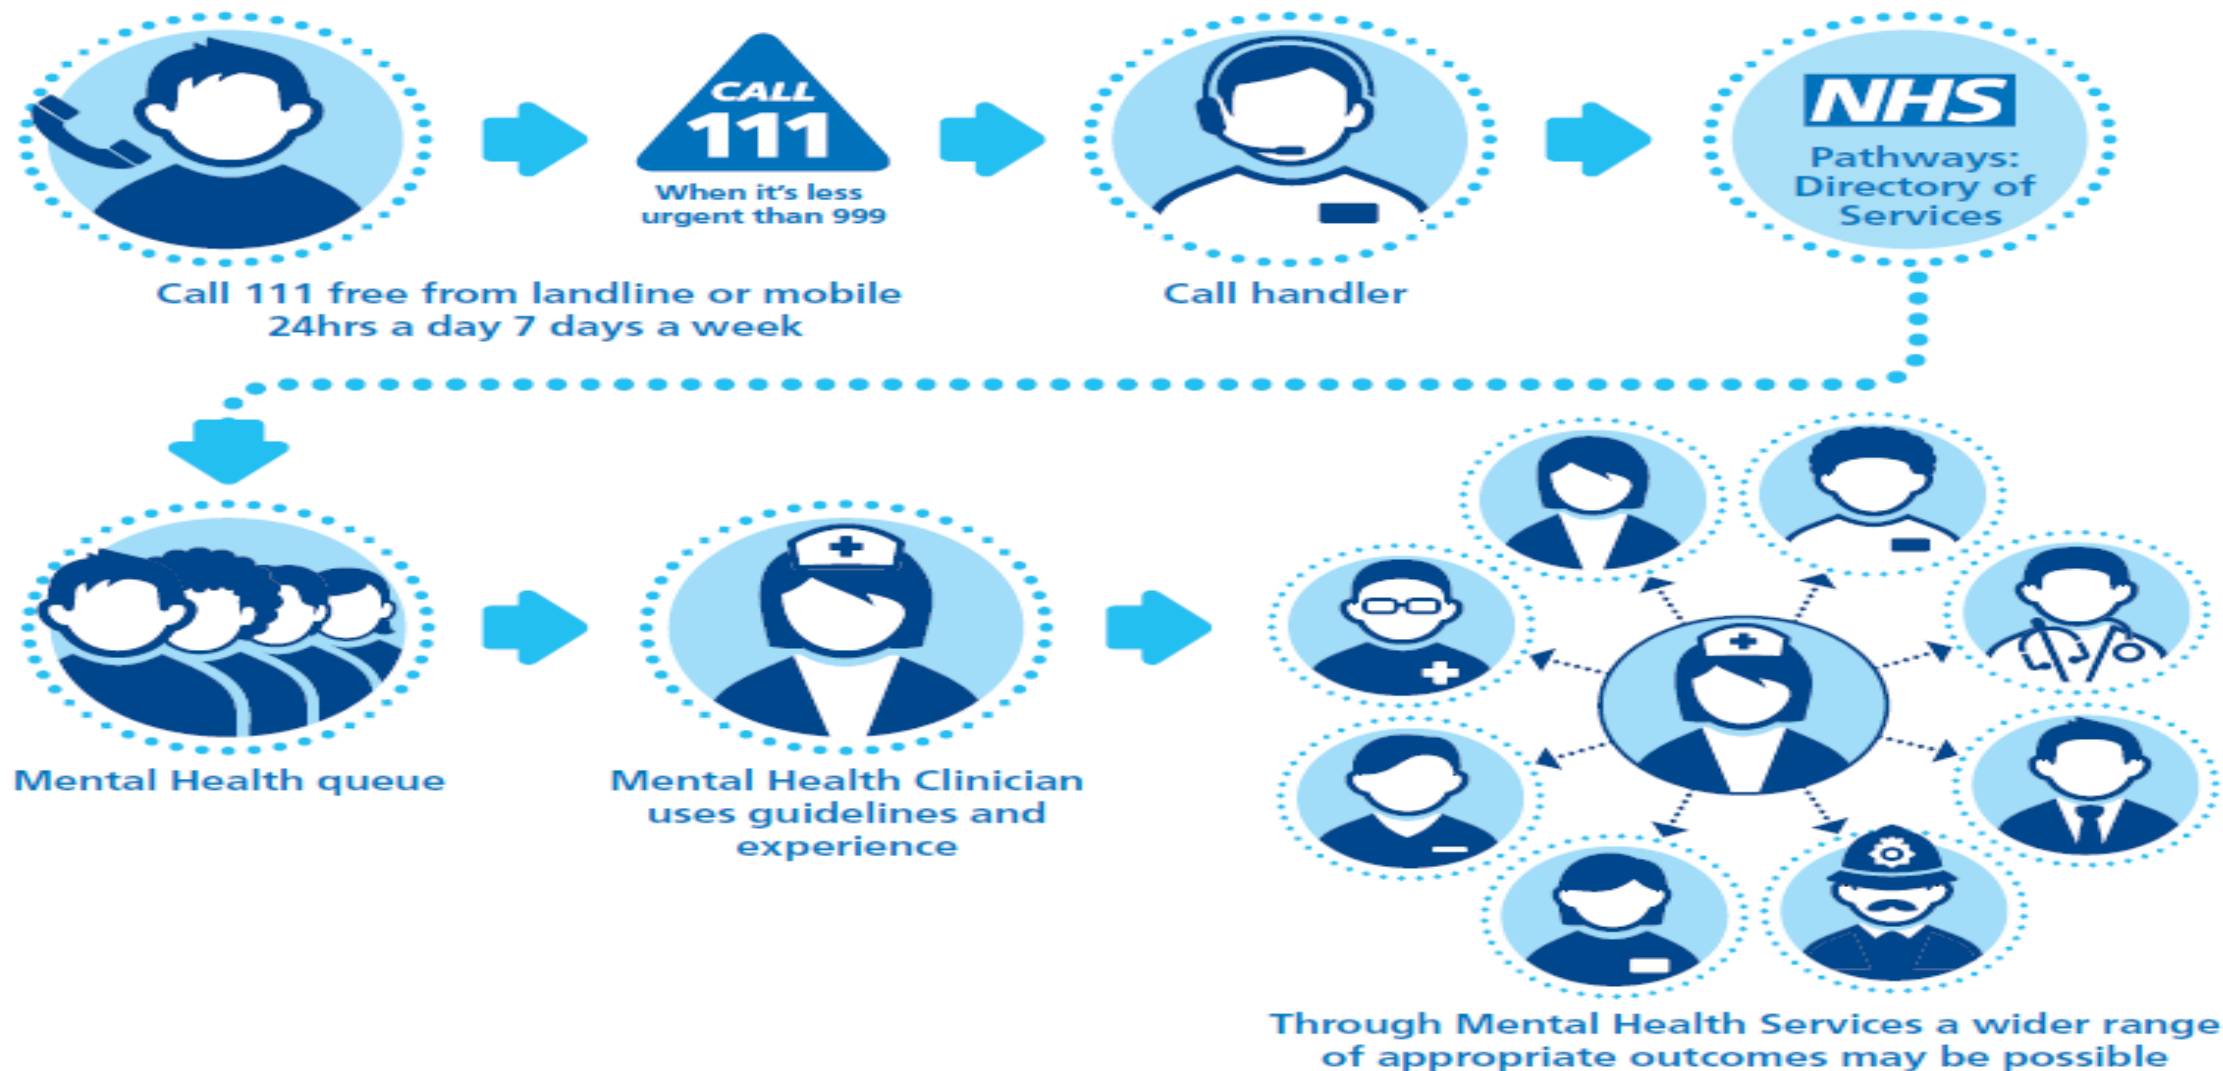 CALL
111
When it's less
urgent than 999
Call 111 free from landline or mobile
24hrs a day 7 days a week
Call handler
NHS
Pathways:
Directory of
Services
Mental Health queue
Mental Health Clinician
uses guidelines and
experience
Through Mental Health Services a wider range
of appropriate outcomes may be possible